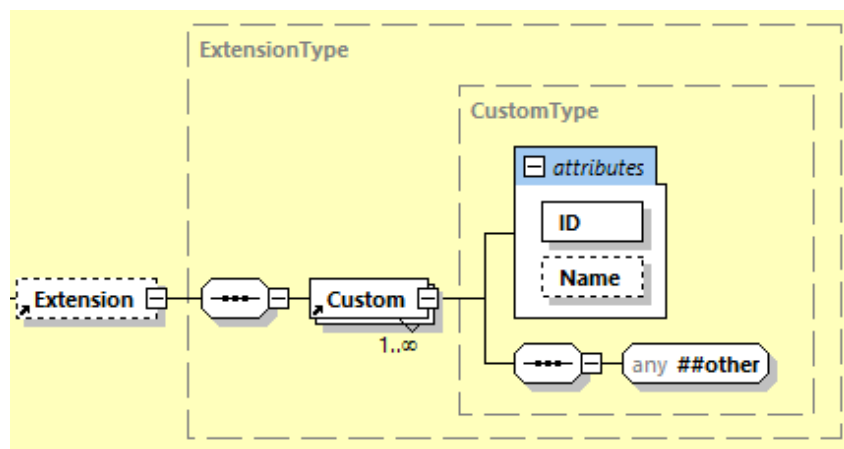 ExtensionType
CustomType
attributes
ID
Name
Extension
Custom
1..∞
any ##other